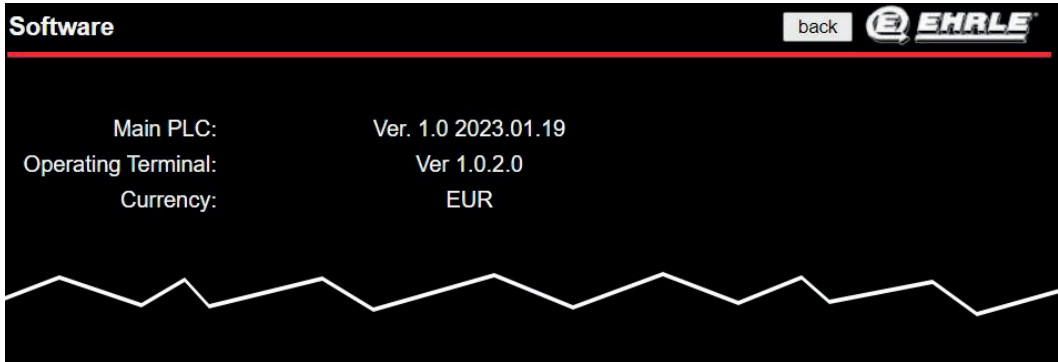 Software back EHRLE
Main PLC: Ver. 1.0 2023.01.19
Operating Terminal: Ver 1.0.2.0
Currency: EUR